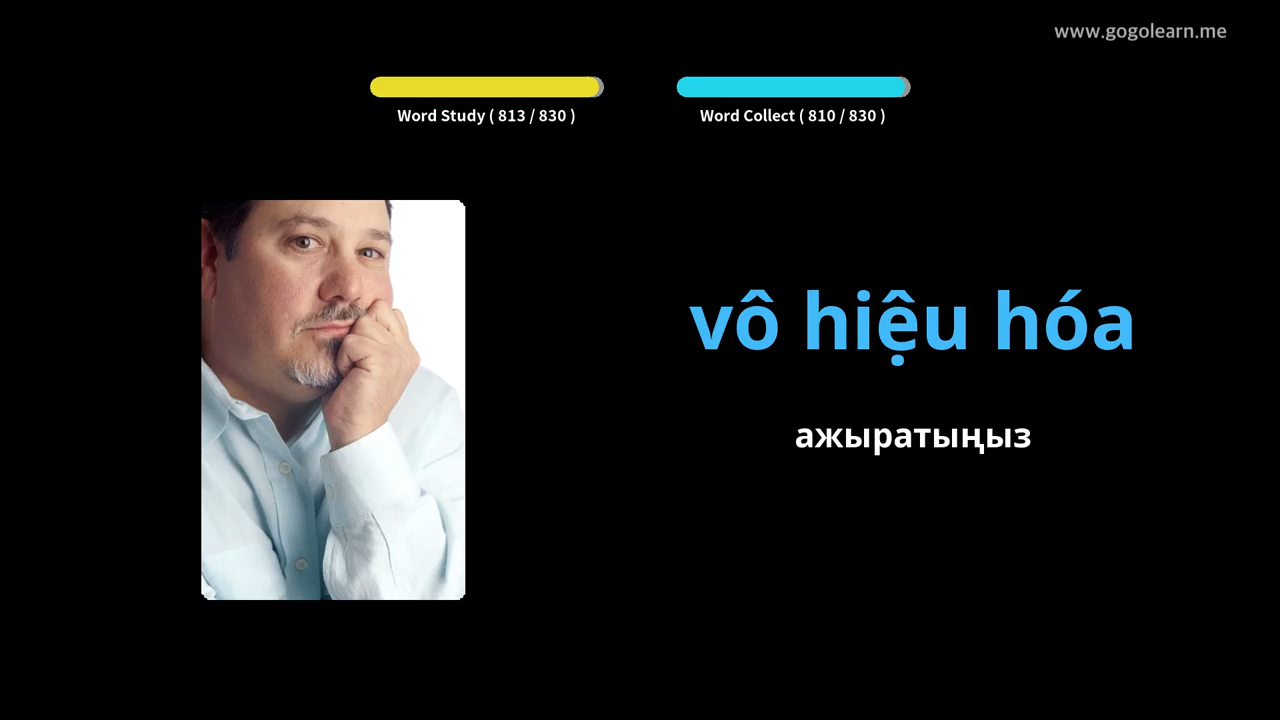 www.gogolearn.me
Word Study ( 813 / 830 )
Word Collect ( 810 / 830 )
vô hiệu hóa
ажыратыңыз